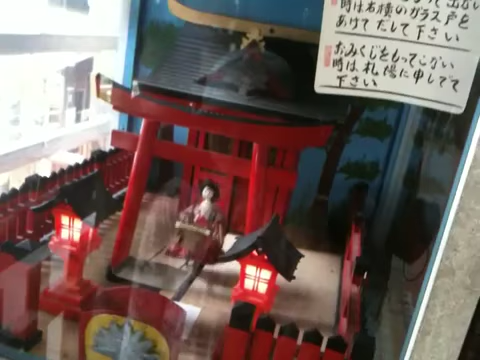 時は右横のガラス戸を
あけてだして下さい
おみくじをもってこない
時は札場に申しでて
下さい